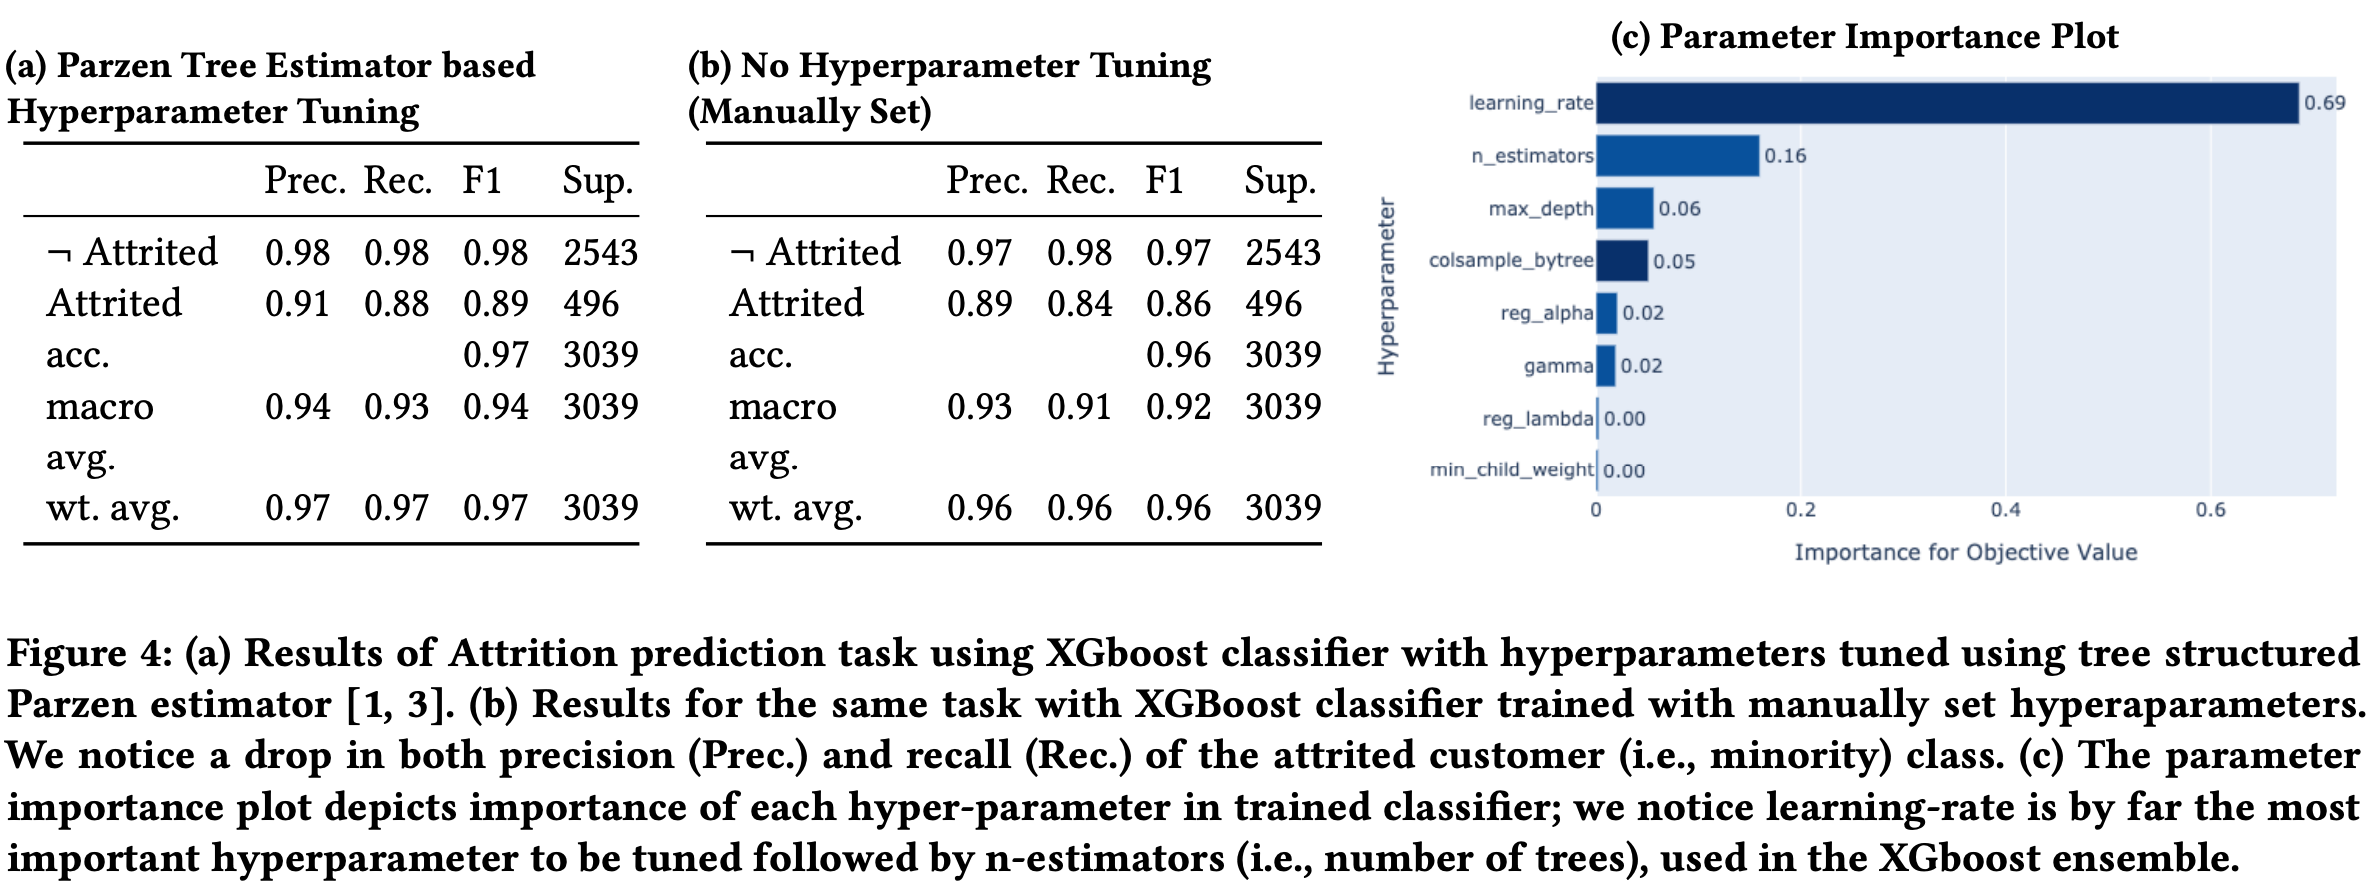 (a) Parzen Tree Estimator based
Hyperparameter Tuning
Prec. Rec. F1 Sup.
¬ Attrited 0.98 0.98 0.98 2543
Attrited 0.91 0.88 0.89 496
acc. 0.97 3039
macro 0.94 0.93 0.94 3039
avg.
wt. avg. 0.97 0.97 0.97 3039
(b) No Hyperparameter Tuning
(Manually Set)
Prec. Rec. F1 Sup.
¬ Attrited 0.97 0.98 0.97 2543
Attrited 0.89 0.84 0.86 496
acc. 0.96 3039
macro 0.93 0.91 0.92 3039
avg.
wt. avg. 0.96 0.96 0.96 3039
(c) Parameter Importance Plot
Hyperparameter
learning_rate 0.69
n_estimators 0.16
max_depth 0.06
colsample_bytree 0.05
reg_alpha 0.02
gamma 0.02
reg_lambda 0.00
min_child_weight 0.00
0 0.2 0.4 0.6
Importance for Objective Value
Figure 4: (a) Results of Attrition prediction task using XGboost classifier with hyperparameters tuned using tree structured
Parzen estimator [1, 3]. (b) Results for the same task with XGBoost classifier trained with manually set hyperaparameters.
We notice a drop in both precision (Prec.) and recall (Rec.) of the attrited customer (i.e., minority) class. (c) The parameter
importance plot depicts importance of each hyper-parameter in trained classifier; we notice learning-rate is by far the most
important hyperparameter to be tuned followed by n-estimators (i.e., number of trees), used in the XGboost ensemble.